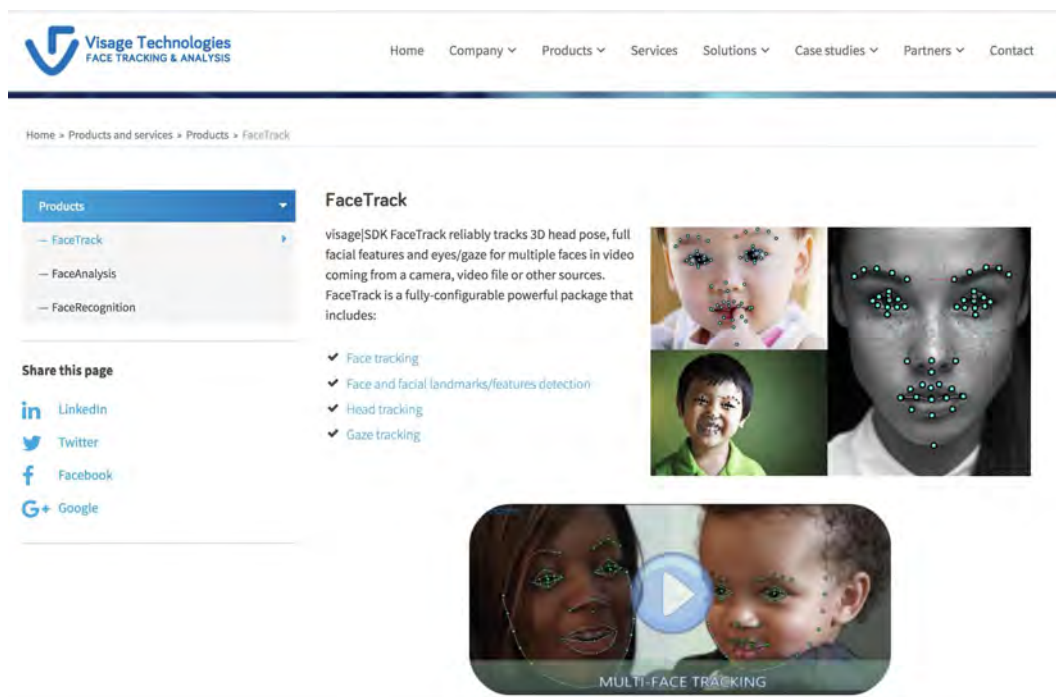 Visage Technologies
FACE TRACKING & ANALYSIS
Home Company Products Services Solutions Case studies Partners Contact
Home » Products and services » Products » FaceTrack
Products
— FaceTrack
— FaceAnalysis
— FaceRecognition
Share this page
in LinkedIn
Twitter
f Facebook
G+ Google
FaceTrack
visage|SDK FaceTrack reliably tracks 3D head pose, full
facial features and eyes/gaze for multiple faces in video
coming from a camera, video file or other sources.
FaceTrack is a fully-configurable powerful package that
includes:
Face tracking
Face and facial landmarks/features detection
Head tracking
Gaze tracking
MULTI-FACE TRACKING